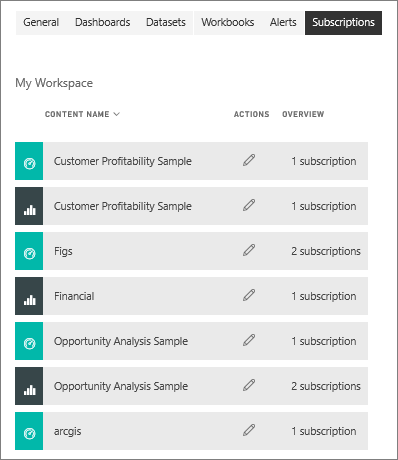 General Dashboards Datasets Workbooks Alerts Subscriptions
My Workspace
CONTENT NAME ACTIONS OVERVIEW
Customer Profitability Sample 1 subscription
Customer Profitability Sample 1 subscription
Figs 2 subscriptions
Financial 1 subscription
Opportunity Analysis Sample 1 subscription
Opportunity Analysis Sample 2 subscriptions
arcgis 1 subscription